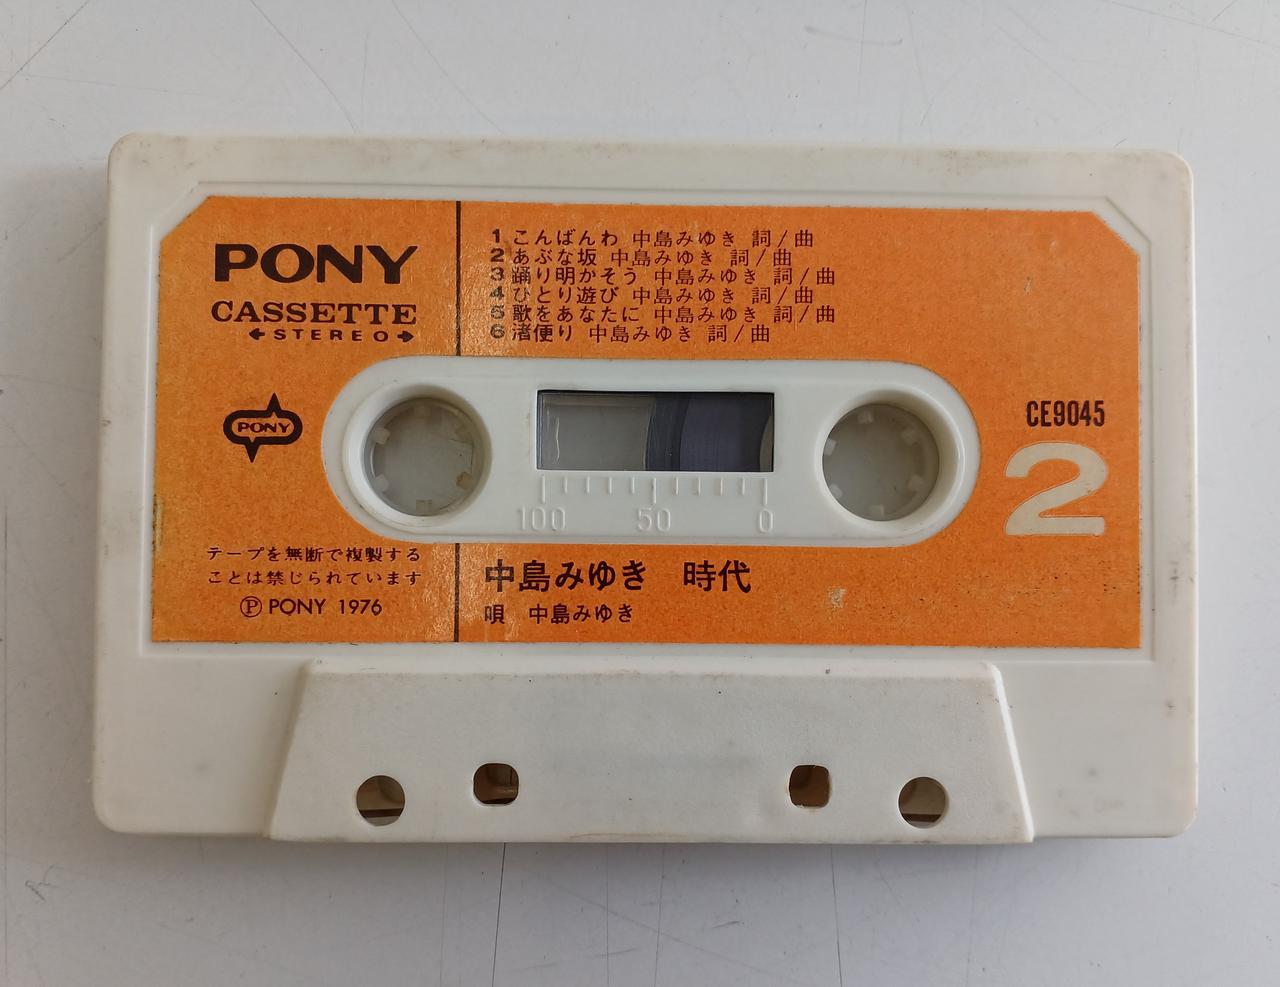 PONY
CASSETTE
←STEREO→
PONY
テープを無断で複製する
ことは禁じられています
Ⓟ PONY 1976
1 こんばんわ 中島みゆき 詞/曲
2 あぶな坂 中島みゆき 詞/曲
3 踊り明かそう 中島みゆき 詞/曲
4 ひとり遊び 中島みゆき 詞/曲
5 歌をあなたに 中島みゆき 詞/曲
6 渚便り 中島みゆき 詞/曲
100 50 0
CE9045
2
中島みゆき 時代
唄 中島みゆき